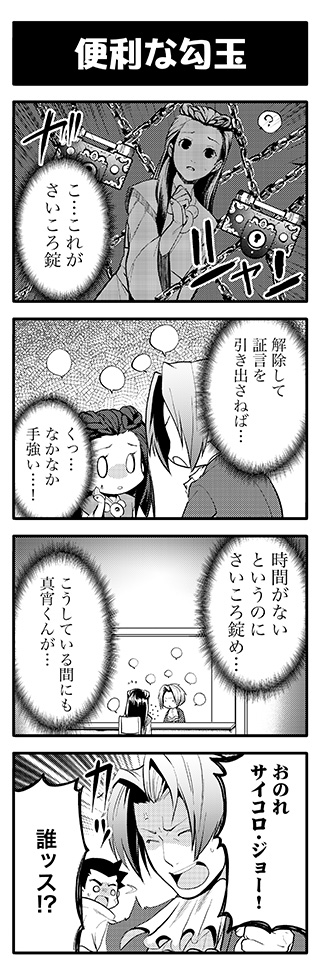 便利な勾玉
?
ガシャ
こ…これが
さいころ錠
ジャン!
解除して
証言を
引き出さねば…
くっ…
なかなか
手強い…!
時間がない
というのに
さいころ錠め…
こうしている間にも
真宵くんが…
おのれ
サイコロ・ジョー!
誰ッス!?